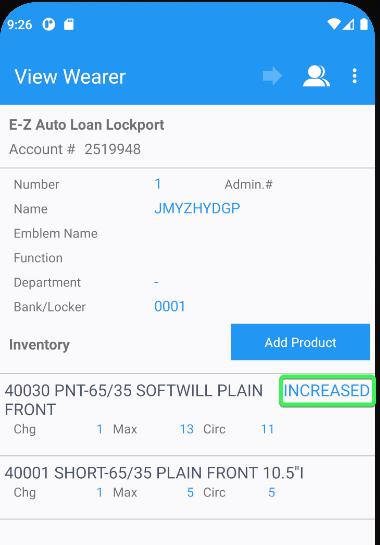 9:26
View Wearer
E-Z Auto Loan Lockport
Account # 2519948
Number 1 Admin.#
Name JMYZHYDGP
Emblem Name
Function
Department -
Bank/Locker 0001
Inventory Add Product
40030 PNT-65/35 SOFTWILL PLAIN INCREASED
FRONT
Chg 1 Max 13 Circ 11
40001 SHORT-65/35 PLAIN FRONT 10.5"I
Chg 1 Max 5 Circ 5